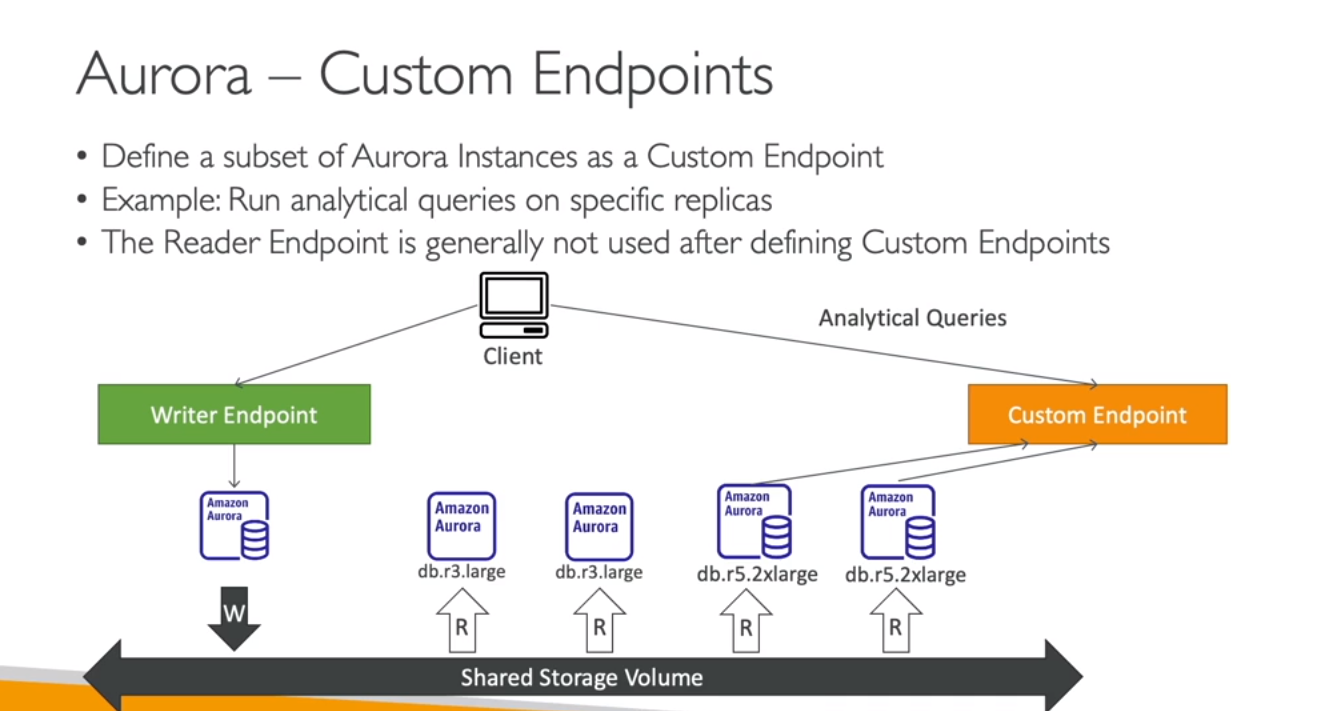 Aurora – Custom Endpoints
• Define a subset of Aurora Instances as a Custom Endpoint
• Example: Run analytical queries on specific replicas
• The Reader Endpoint is generally not used after defining Custom Endpoints
Analytical Queries
Client
Writer Endpoint
Custom Endpoint
Amazon
Aurora
Amazon
Aurora
Amazon
Aurora
Amazon
Aurora
Amazon
Aurora
db.r3.large
db.r3.large
db.r5.2xlarge
db.r5.2xlarge
W
R
R
R
R
Shared Storage Volume